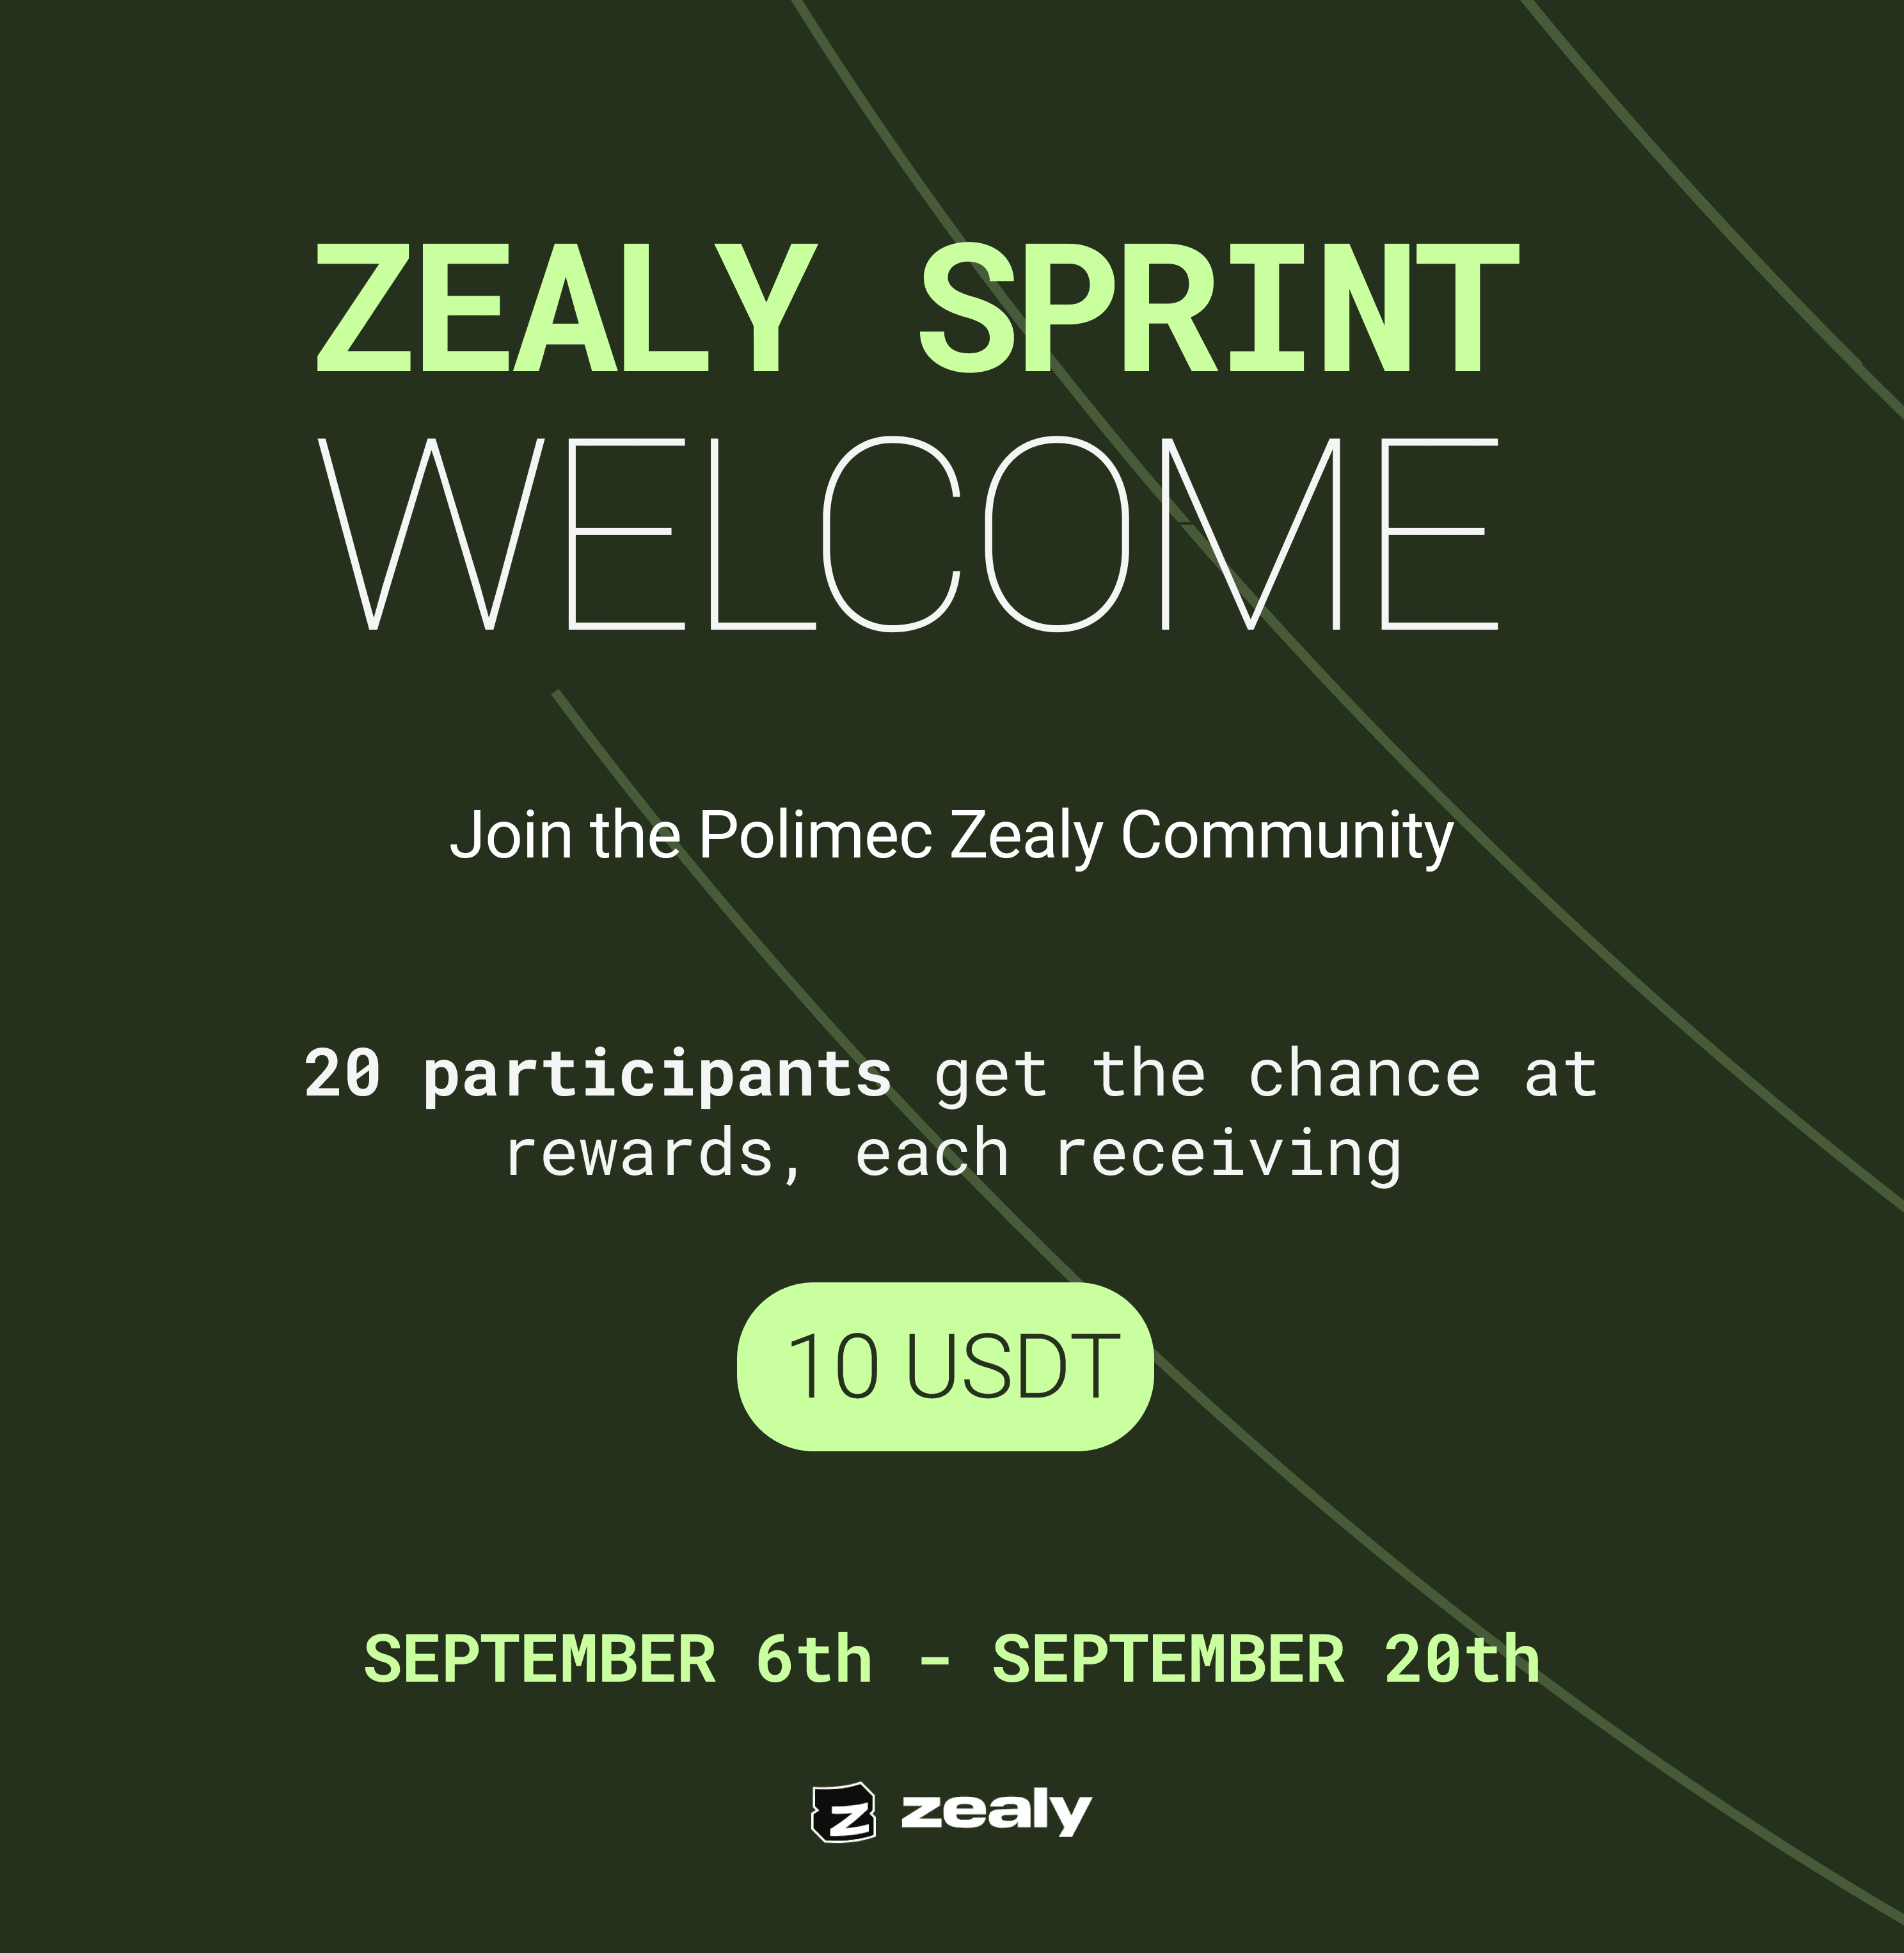 ZEALY SPRINT
WELCOME
Join the Polimec Zealy Community
20 participants get the chance at
rewards, each receiving
10 USDT
SEPTEMBER 6th - SEPTEMBER 20th
Z zealy